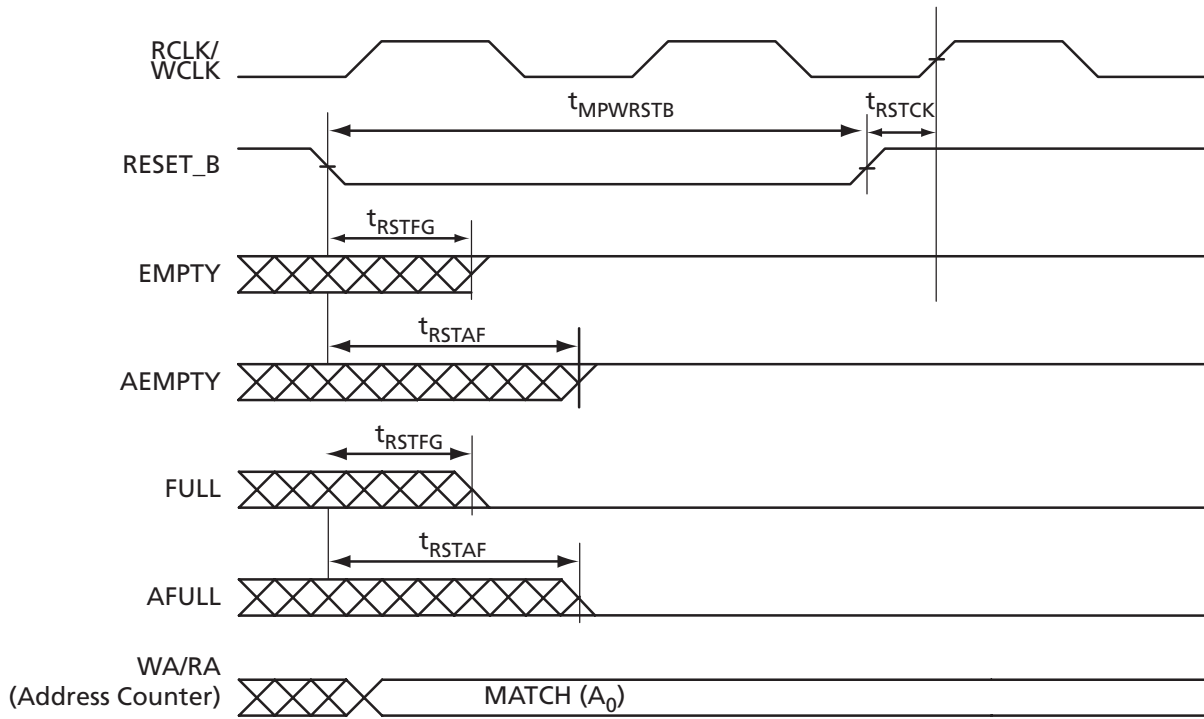 RCLK/
WCLK
tMPWRSTB
tRSTCK
RESET_B
tRSTFG
EMPTY
tRSTAF
AEMPTY
tRSTFG
FULL
tRSTAF
AFULL
WA/RA
(Address Counter)
MATCH (A0)